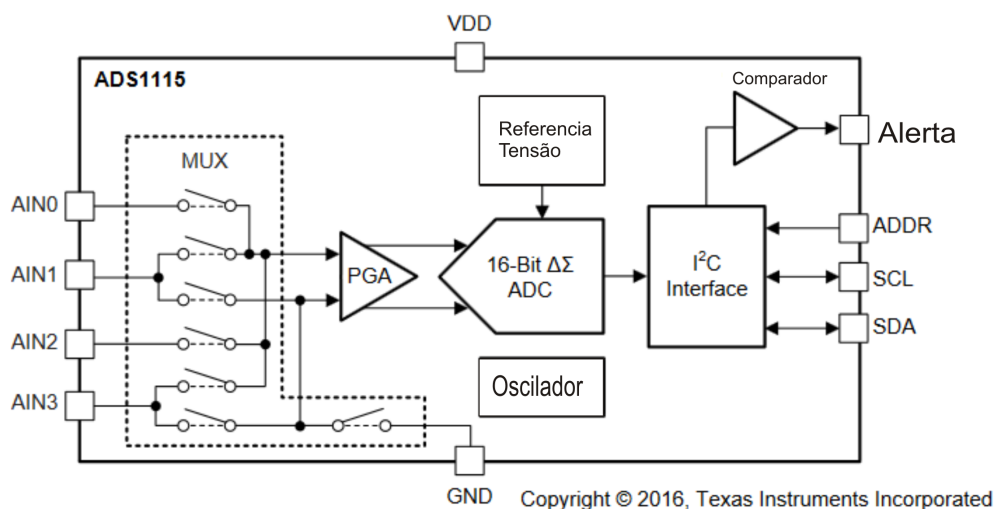 VDD
ADS1115
Comparador
Referencia
Tensão
Alerta
MUX
AIN0
ADDR
AIN1
PGA
16-Bit ΔΣ
ADC
I²C
Interface
SCL
AIN2
SDA
AIN3
Oscilador
GND
Copyright © 2016, Texas Instruments Incorporated